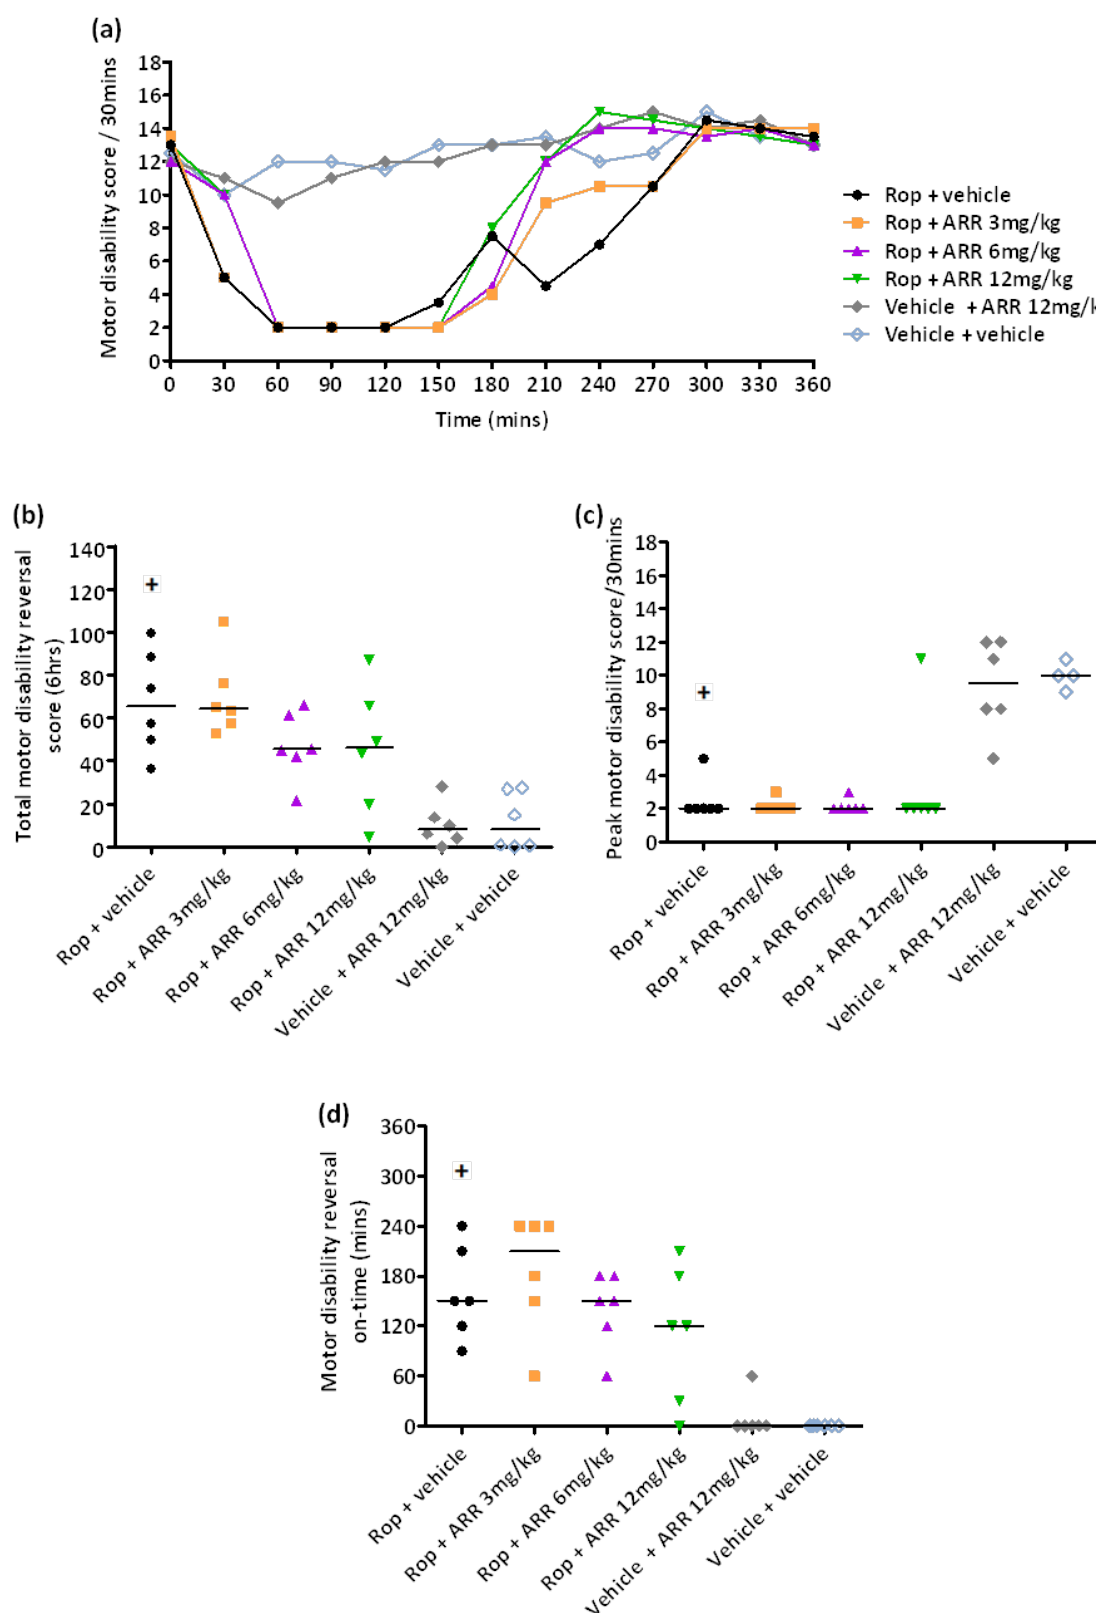 (a)
Motor disability score / 30mins
18
16
14
12
10
8
6
4
2
0
0 30 60 90 120 150 180 210 240 270 300 330 360
Time (mins)
Rop + vehicle
Rop + ARR 3mg/kg
Rop + ARR 6mg/kg
Rop + ARR 12mg/kg
Vehicle + ARR 12mg/k
Vehicle + vehicle
(b)
Total motor disability reversal
score (6hrs)
140
120
100
80
60
40
20
0
+
Rop + vehicle
Rop + ARR 3mg/kg
Rop + ARR 6mg/kg
Rop + ARR 12mg/kg
Vehicle + ARR 12mg/kg
Vehicle + vehicle
(c)
Peak motor disability score/30mins
18
16
14
12
10
8
6
4
2
0
+
Rop + vehicle
Rop + ARR 3mg/kg
Rop + ARR 6mg/kg
Rop + ARR 12mg/kg
Vehicle + ARR 12mg/kg
Vehicle + vehicle
(d)
Motor disability reversal
on-time (mins)
360
300
240
180
120
60
0
+
Rop + vehicle
Rop + ARR 3mg/kg
Rop + ARR 6mg/kg
Rop + ARR 12mg/kg
Vehicle + ARR 12mg/kg
Vehicle + vehicle